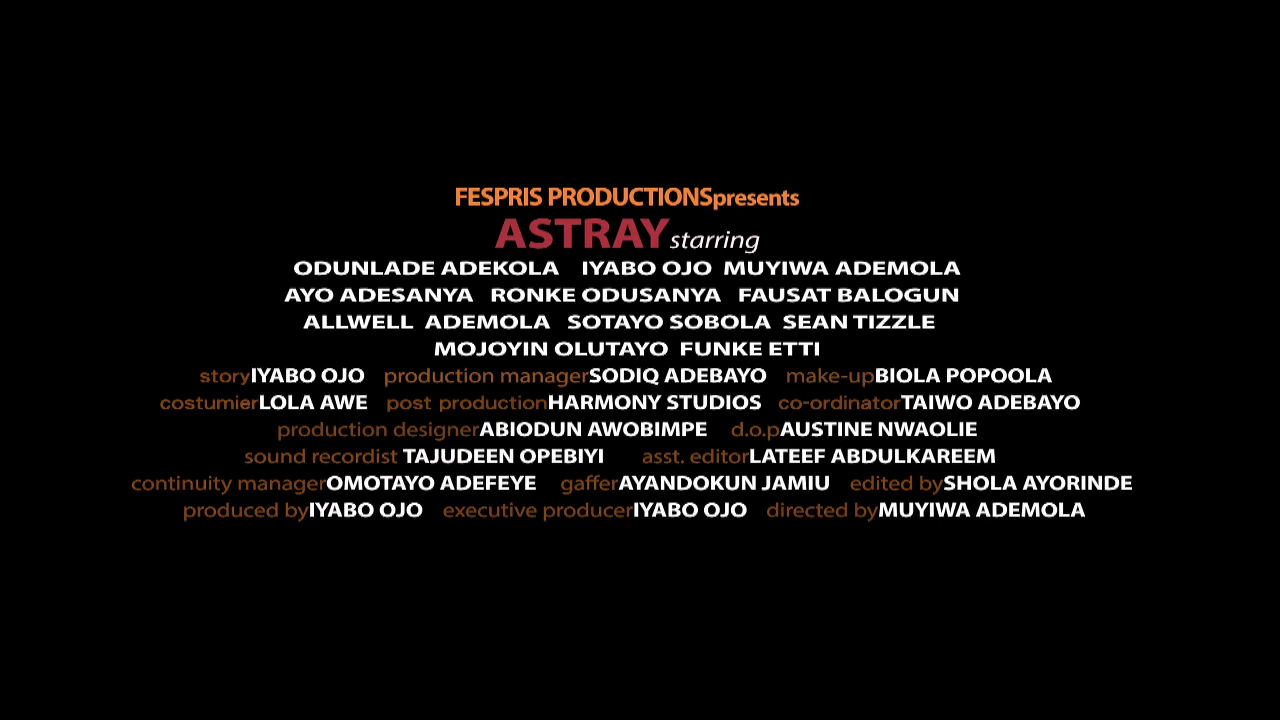 FESPRIS PRODUCTIONSpresents
ASTRAY starring
ODUNLADE ADEKOLA IYABO OJO MUYIWA ADEMOLA
AYO ADESANYA RONKE ODUSANYA FAUSAT BALOGUN
ALLWELL ADEMOLA SOTAYO SOBOLA SEAN TIZZLE
MOJOYIN OLUTAYO FUNKE ETTI
storyIYABO OJO production managerSODIQ ADEBAYO make-upBIOLA POPOOLA
costumierLOLA AWE post productionHARMONY STUDIOS co-ordinatorTAIWO ADEBAYO
production designerABIODUN AWOBIMPE d.o.pAUSTINE NWAOLIE
sound recordist TAJUDEEN OPEBIYI asst. editorLATEEF ABDULKAREEM
continuity managerOMOTAYO ADEFEYE gafferAYANDOKUN JAMIU edited bySHOLA AYORINDE
produced byIYABO OJO executive producerIYABO OJO directed byMUYIWA ADEMOLA